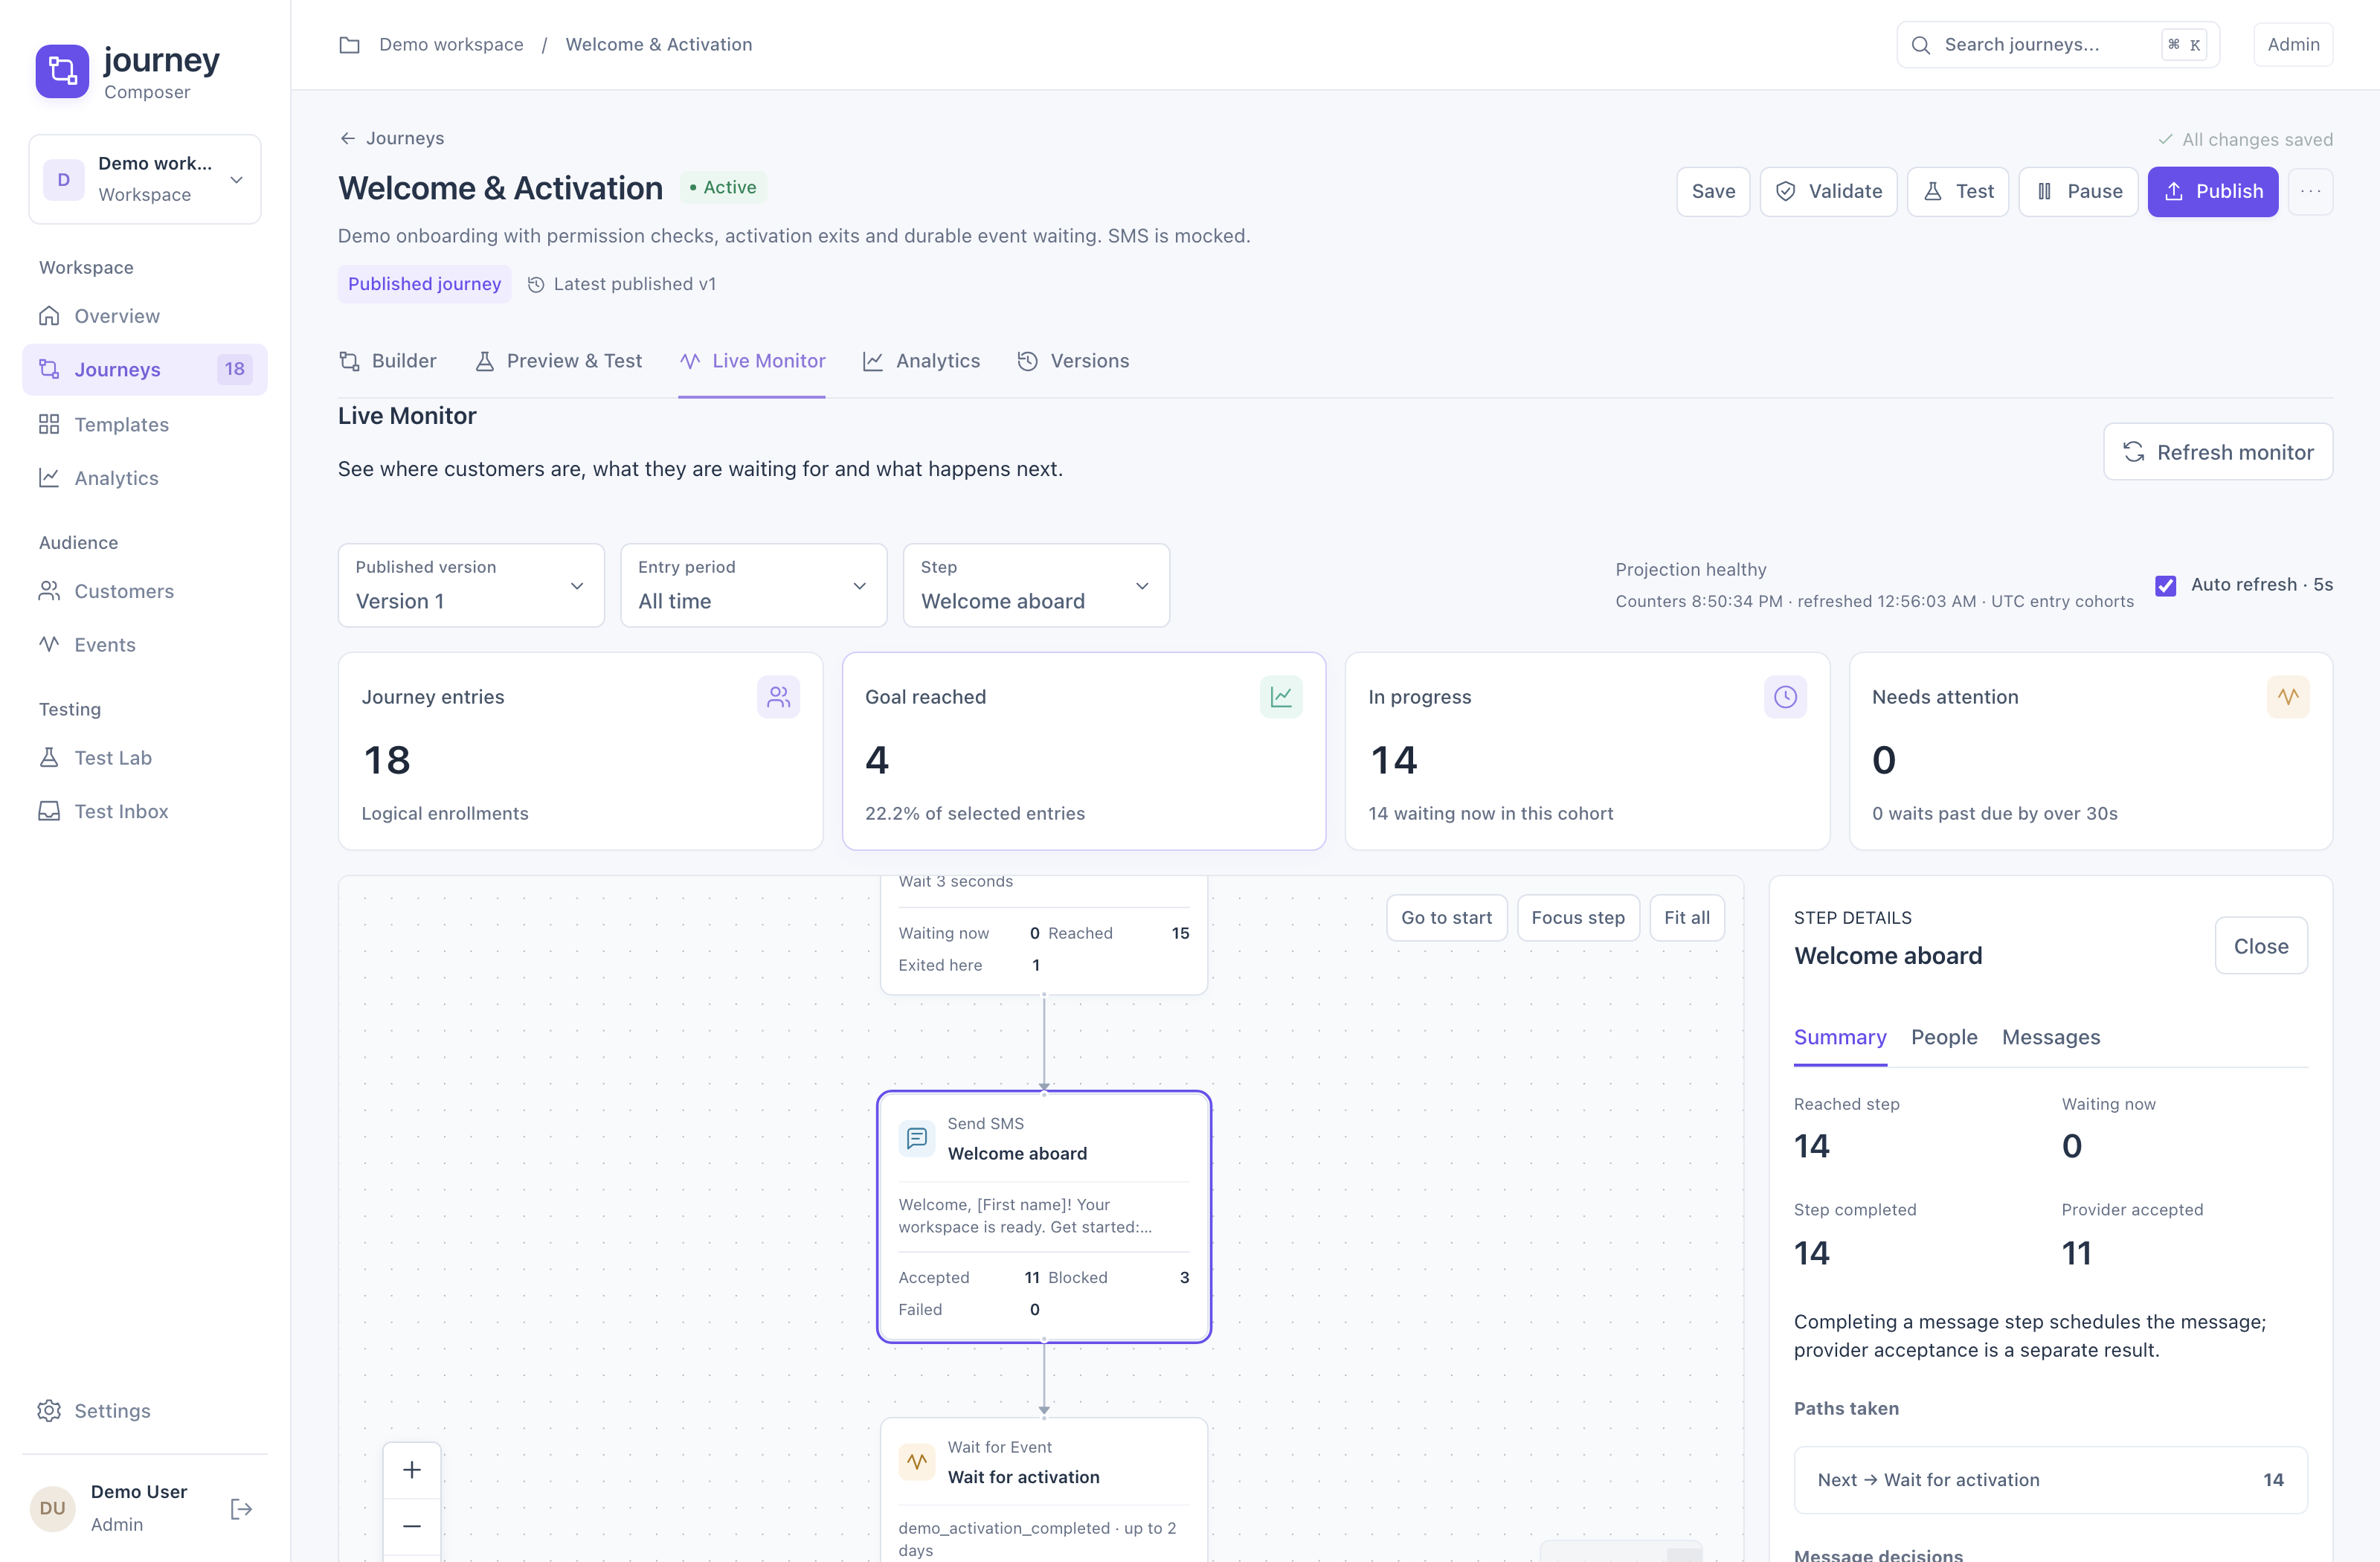 journey
Composer
D
Demo work...
Workspace
Workspace
Overview
Journeys 18
Templates
Analytics
Audience
Customers
Events
Testing
Test Lab
Test Inbox
Settings
DU
Demo User
Admin
Demo workspace / Welcome & Activation
Search journeys... ⌘ K
Admin
← Journeys
All changes saved
Welcome & Activation
• Active
Save
Validate
Test
Pause
Publish
...
Demo onboarding with permission checks, activation exits and durable event waiting. SMS is mocked.
Published journey
Latest published v1
Builder
Preview & Test
Live Monitor
Analytics
Versions
Live Monitor
See where customers are, what they are waiting for and what happens next.
Refresh monitor
Published version
Version 1
Entry period
All time
Step
Welcome aboard
Projection healthy
Counters 8:50:34 PM · refreshed 12:56:03 AM · UTC entry cohorts
Auto refresh · 5s
Journey entries
18
Logical enrollments
Goal reached
4
22.2% of selected entries
In progress
14
14 waiting now in this cohort
Needs attention
0
0 waits past due by over 30s
Wait 3 seconds
Waiting now 0 Reached 15
Exited here 1
Go to start
Focus step
Fit all
Send SMS
Welcome aboard
Welcome, [First name]! Your
workspace is ready. Get started:...
Accepted 11 Blocked 3
Failed 0
Wait for Event
Wait for activation
demo_activation_completed · up to 2
days
+
−
STEP DETAILS
Welcome aboard
Close
Summary
People
Messages
Reached step
14
Waiting now
0
Step completed
14
Provider accepted
11
Completing a message step schedules the message;
provider acceptance is a separate result.
Paths taken
Next → Wait for activation 14
Message decisions